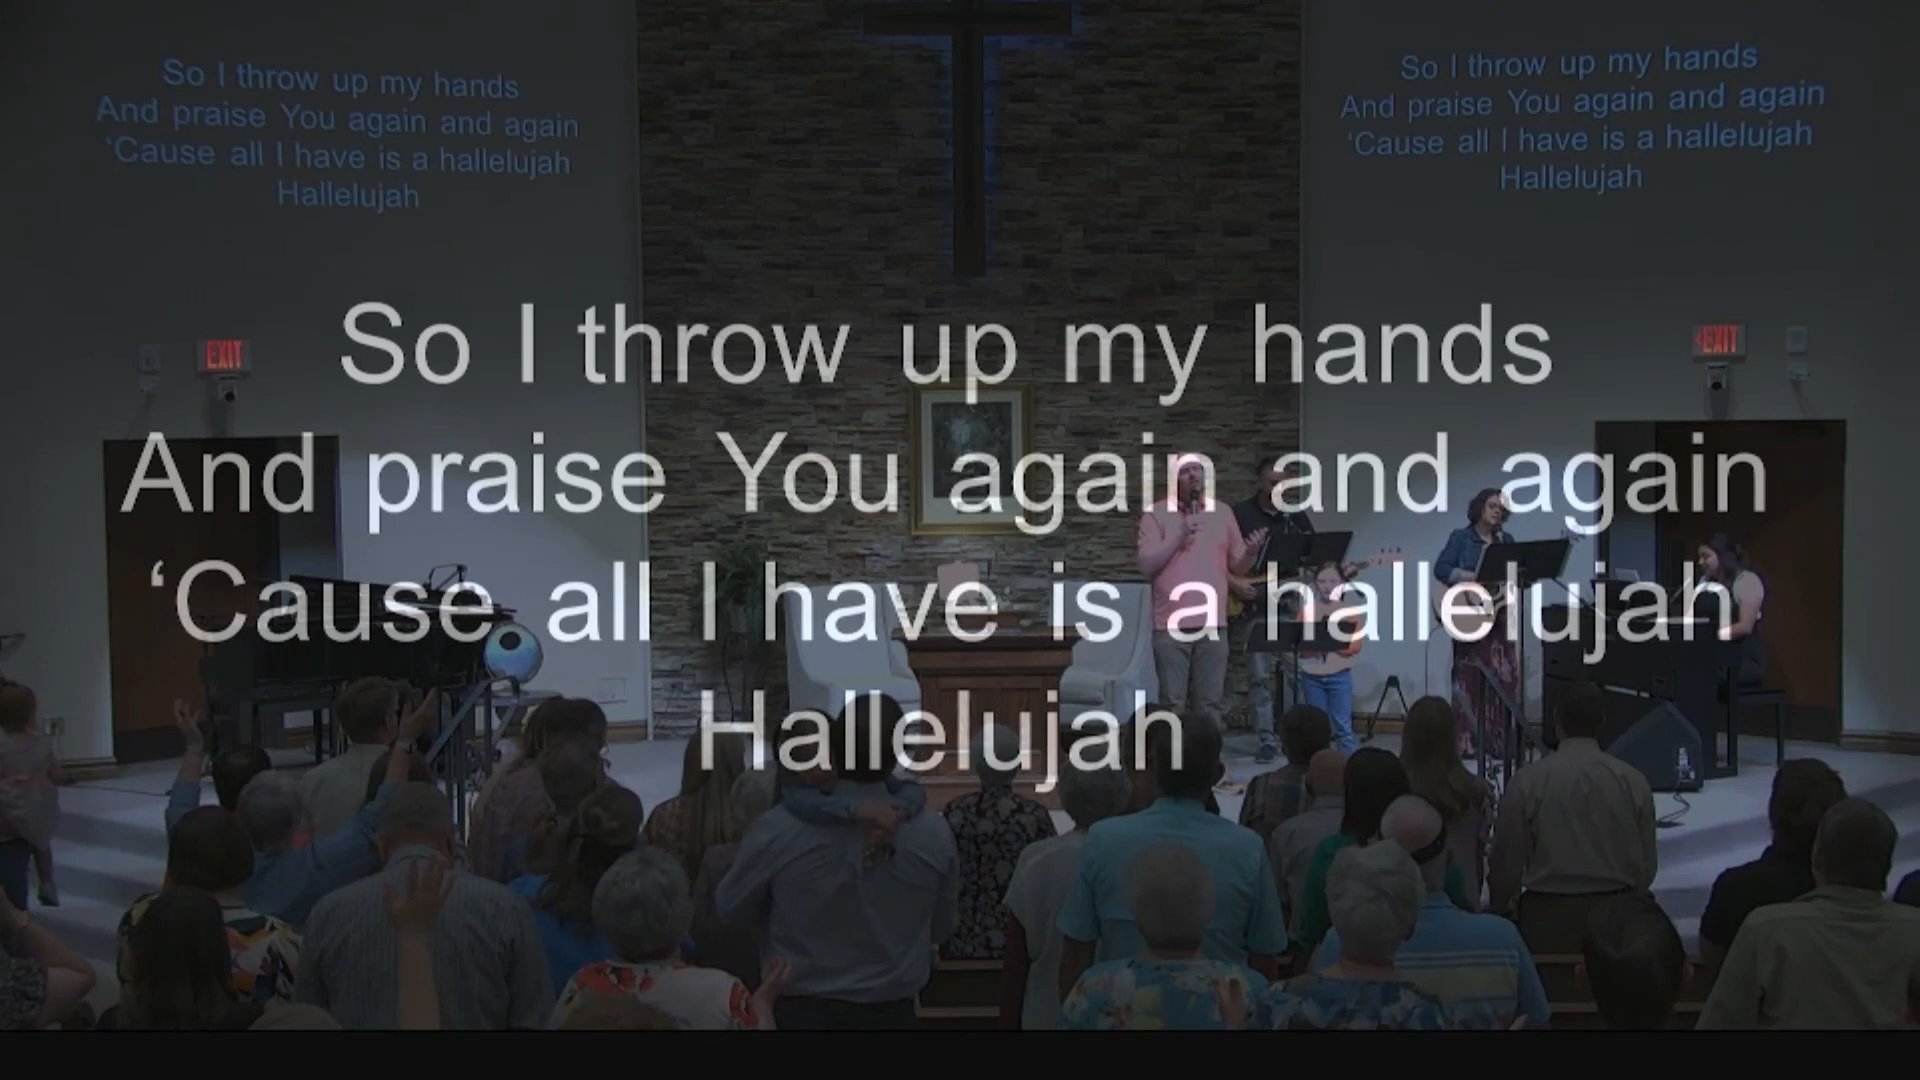 So I throw up my hands
And praise You again and again
‘Cause all I have is a hallelujah
Hallelujah
So I throw up my hands
And praise You again and again
‘Cause all I have is a hallelujah
Hallelujah
EXIT
EXIT
So I throw up my hands
And praise You again and again
‘Cause all I have is a hallelujah
Hallelujah